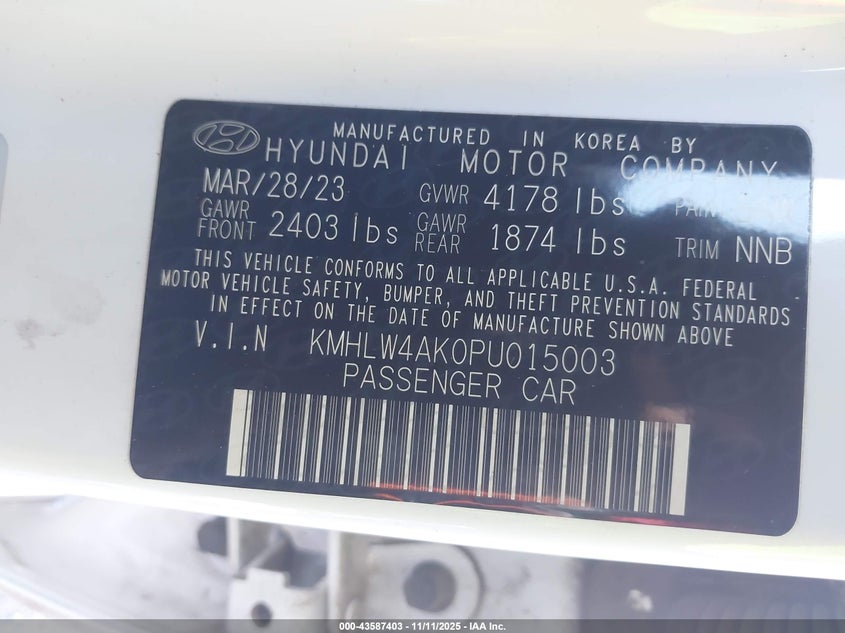 MANUFACTURED IN KOREA BY
HYUNDAI MOTOR COMPANY
MAR/28/23 GVWR 4178 lbs PAINT
GAWR FRONT 2403 lbs GAWR REAR 1874 lbs TRIM NNB
THIS VEHICLE CONFORMS TO ALL APPLICABLE U.S.A. FEDERAL
MOTOR VEHICLE SAFETY, BUMPER, AND THEFT PREVENTION STANDARDS
IN EFFECT ON THE DATE OF MANUFACTURE SHOWN ABOVE
V.I.N KMHLW4AK0PU015003
PASSENGER CAR
000-43587403 - 11/11/2025 - IAA Inc.